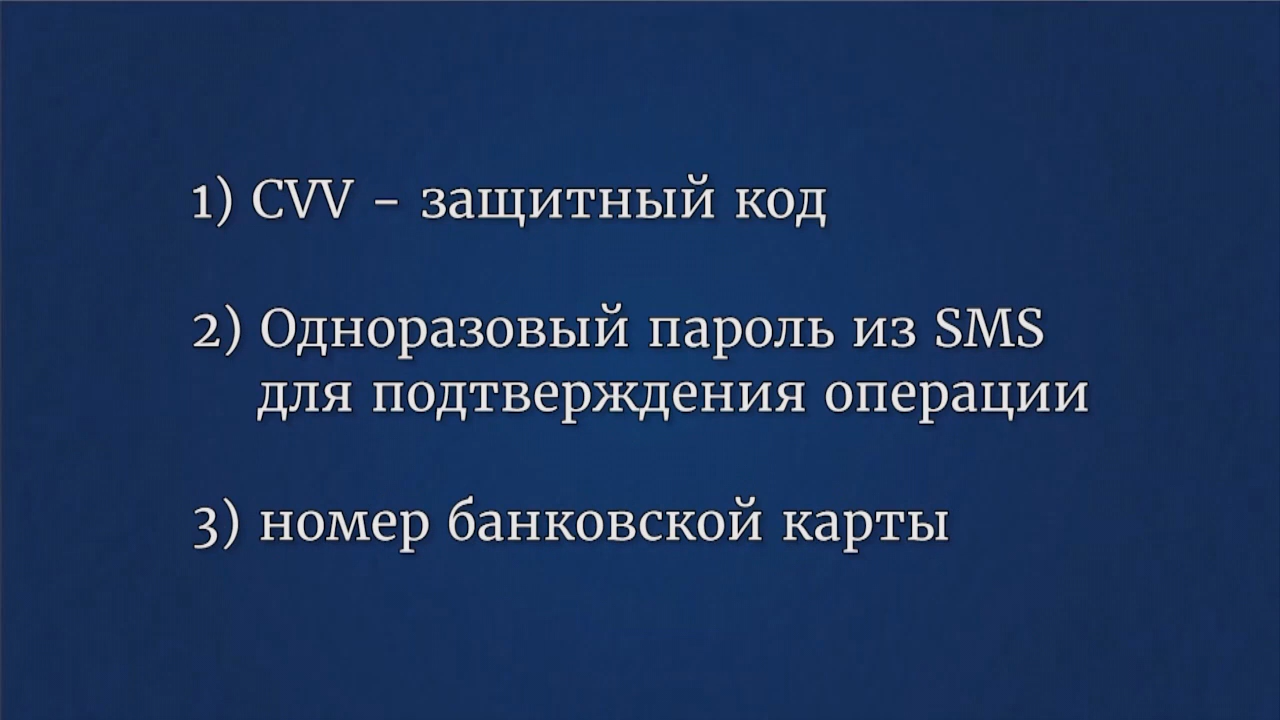 1) CVV - защитный код
2) Одноразовый пароль из SMS
для подтверждения операции
3) номер банковской карты